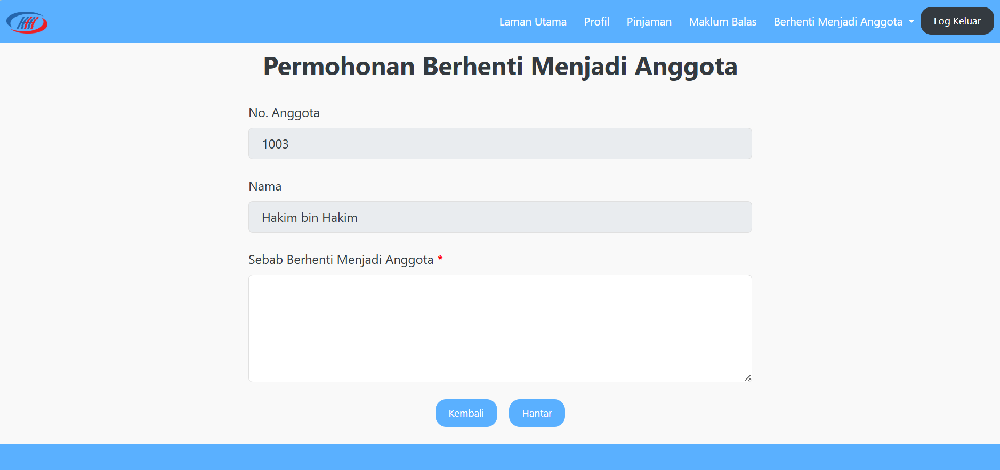 Laman Utama Profil Pinjaman Maklum Balas Berhenti Menjadi Anggota Log Keluar
Permohonan Berhenti Menjadi Anggota
No. Anggota
1003
Nama
Hakim bin Hakim
Sebab Berhenti Menjadi Anggota *
Kembali Hantar